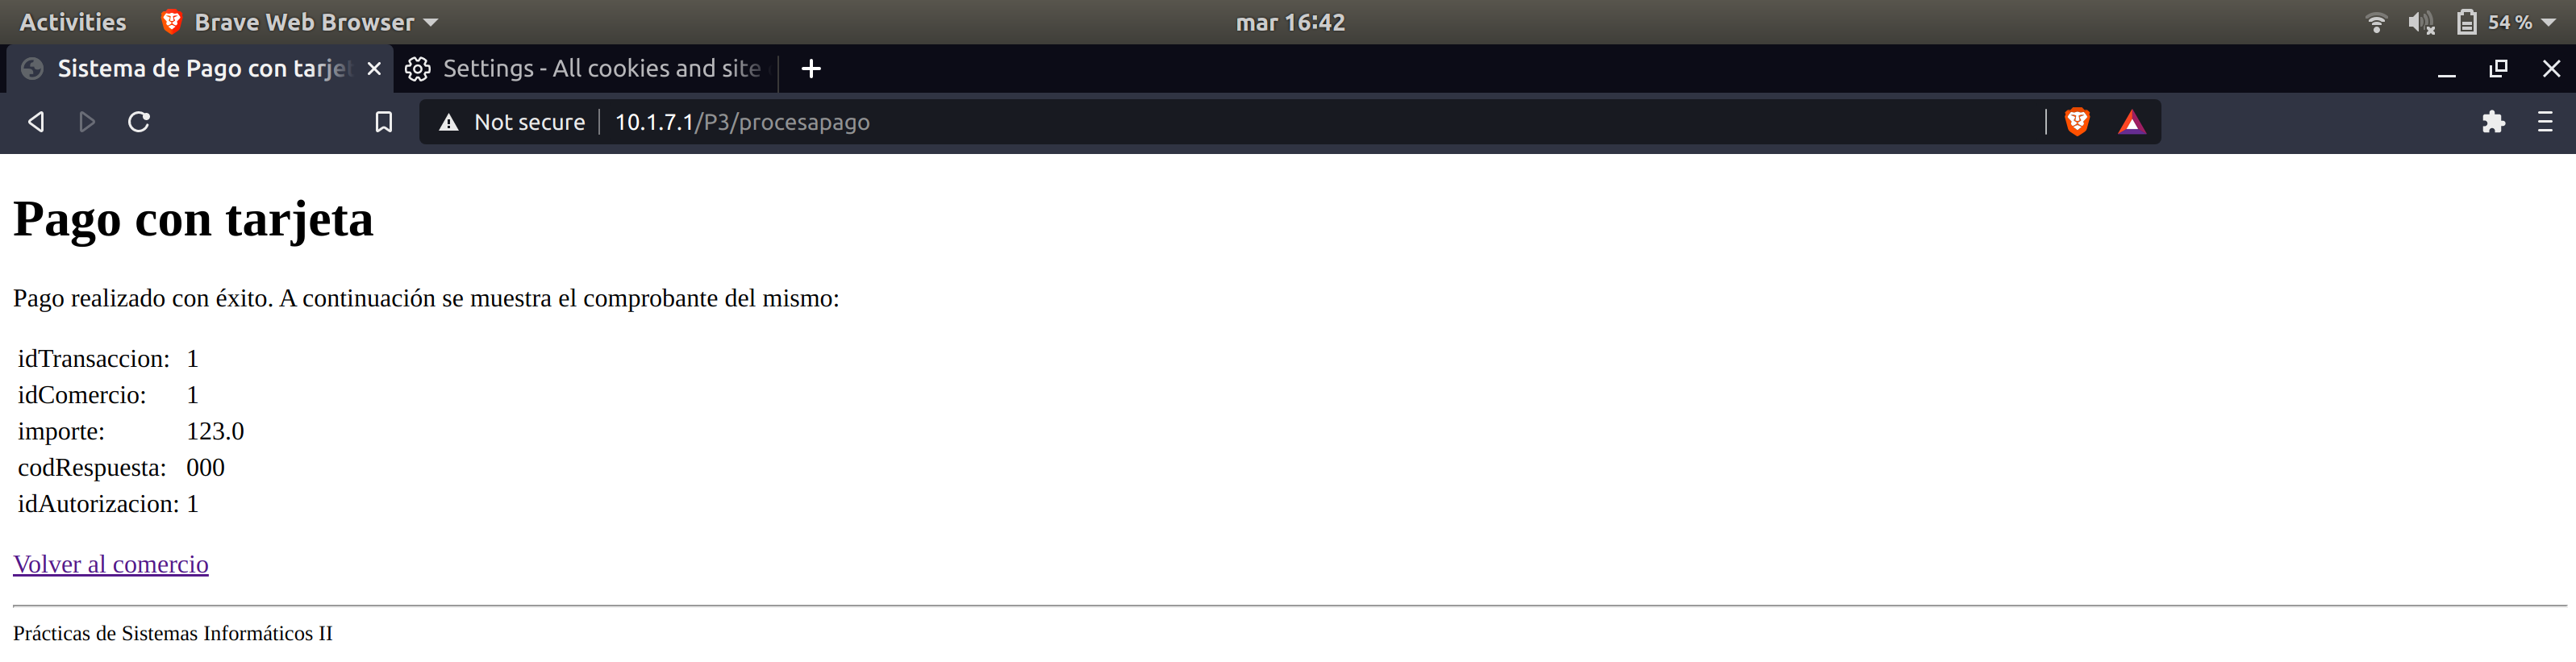 Activities Brave Web Browser mar 16:42 54 %
Sistema de Pago con tarjet Settings - All cookies and site
Not secure 10.1.7.1/P3/procesapago
Pago con tarjeta
Pago realizado con éxito. A continuación se muestra el comprobante del mismo:
idTransaccion: 1
idComercio: 1
importe: 123.0
codRespuesta: 000
idAutorizacion: 1
Volver al comercio
Prácticas de Sistemas Informáticos II